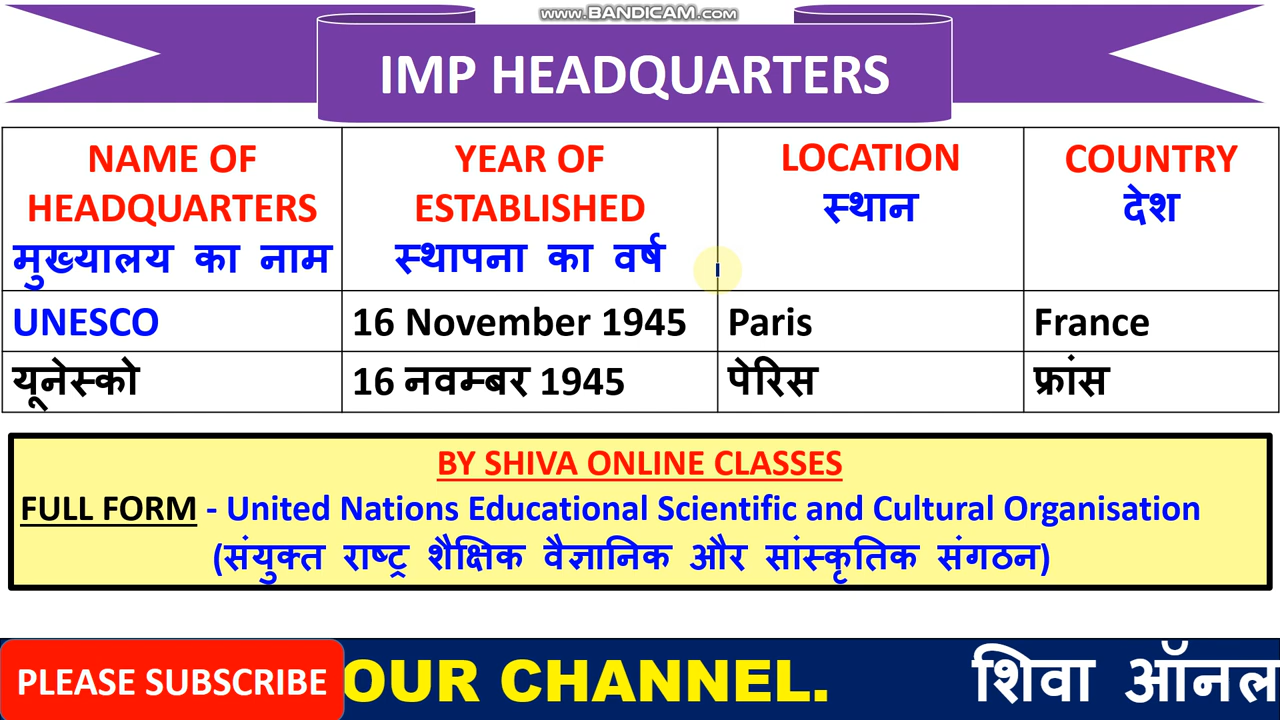 www.BANDICAM.com
IMP HEADQUARTERS
NAME OF HEADQUARTERS मुख्यालय का नाम
YEAR OF ESTABLISHED स्थापना का वर्ष
LOCATION स्थान
COUNTRY देश
UNESCO 16 November 1945 Paris France
यूनेस्को 16 नवम्बर 1945 पेरिस फ्रांस
BY SHIVA ONLINE CLASSES
FULL FORM - United Nations Educational Scientific and Cultural Organisation
(संयुक्त राष्ट्र शैक्षिक वैज्ञानिक और सांस्कृतिक संगठन)
PLEASE SUBSCRIBE OUR CHANNEL. शिवा ऑनल